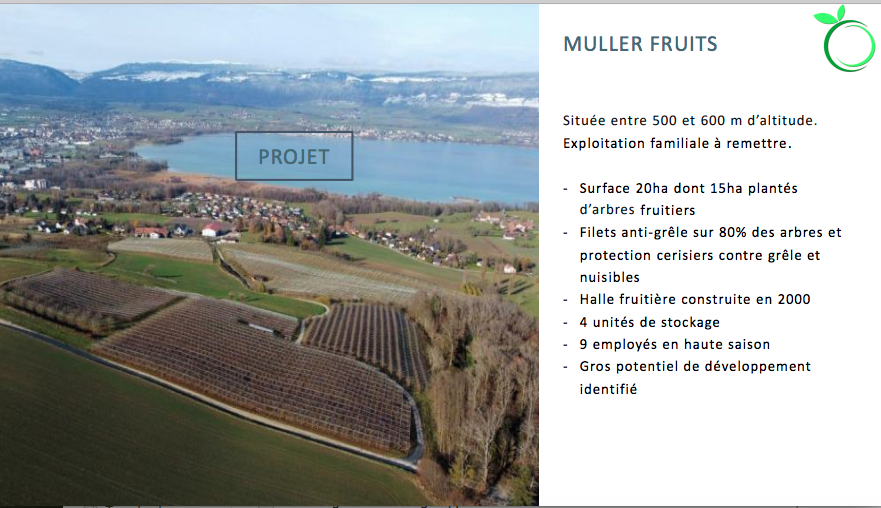 MULLER FRUITS
PROJET
Située entre 500 et 600 m d’altitude.
Exploitation familiale à remettre.
- Surface 20ha dont 15ha plantés
d’arbres fruitiers
- Filets anti-grêle sur 80% des arbres et
protection cerisiers contre grêle et
nuisibles
- Halle fruitière construite en 2000
- 4 unités de stockage
- 9 employés en haute saison
- Gros potentiel de développement
identifié